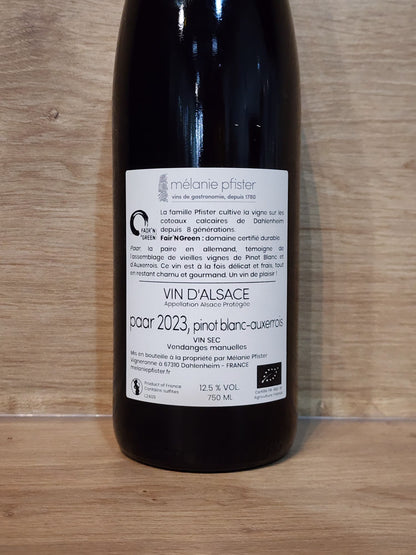 mélanie pfister
vins de gastronomie, depuis 1780
FAIR'N
GREEN
La famille Pfister cultive la vigne sur les
coteaux calcaires de Dahlenheim
depuis 8 générations.
Fair'NGreen: domaine certifié durable.
Paar, la paire en allemand, témoigne de
l'assemblage de vieilles vignes de Pinot Blanc et
d'Auxerrois. Ce vin est à la fois délicat et frais, tout
en restant charnu et gourmand. Un vin de plaisir !
VIN D'ALSACE
Appellation Alsace Protégée
paar 2023, pinot blanc-auxerrois
VIN SEC
Vendanges manuelles
Mis en bouteille à la propriété par Mélanie Pfister
Vigneronne à 67310 Dahlenheim - FRANCE
melaniepfister.fr
Product of France
Contains sulfites
12.5 % VOL.
750 ML
Agriculture France